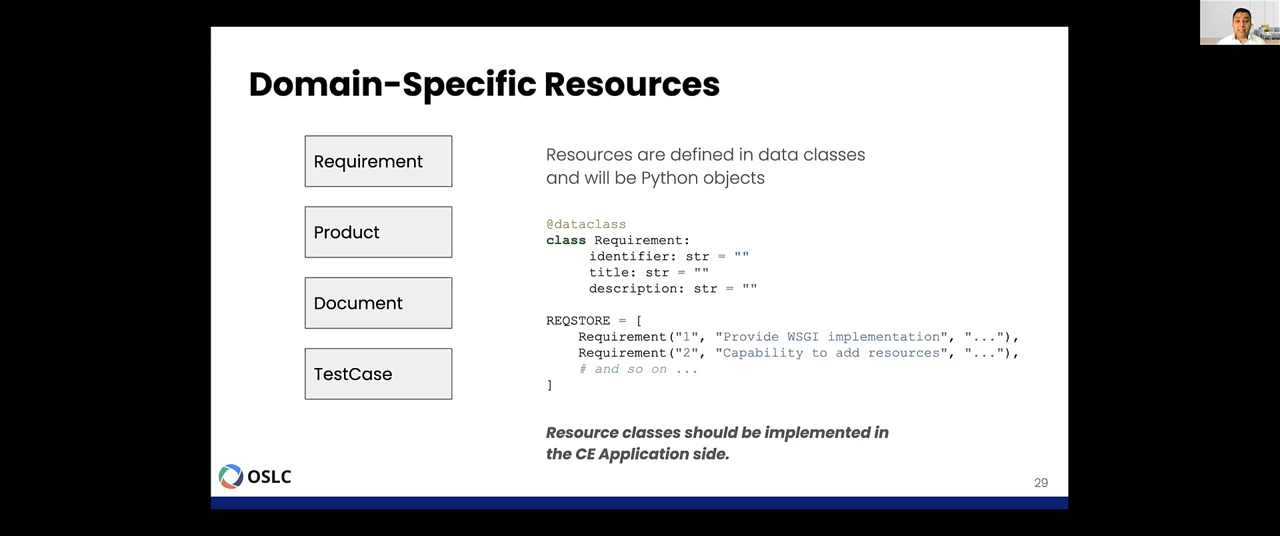 Domain-Specific Resources
Requirement
Product
Document
TestCase
Resources are defined in data classes
and will be Python objects
@dataclass
class Requirement:
identifier: str = ""
title: str = ""
description: str = ""
REQSTORE = [
Requirement("1", "Provide WSGI implementation", "..."),
Requirement("2", "Capability to add resources", "..."),
# and so on ...
]
Resource classes should be implemented in
the CE Application side.
OSLC
29